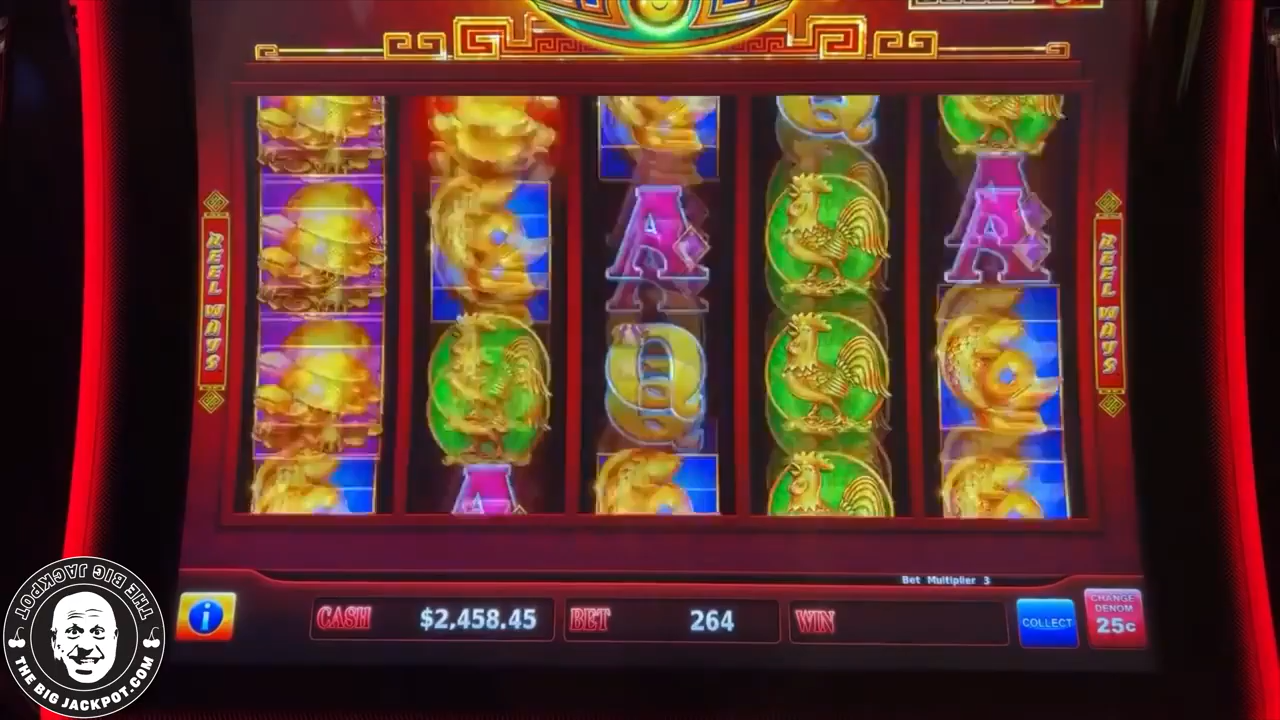 REEL WAYS
REEL WAYS
Q
A
A
Q
A
Bet Multiplier 3
CASH $2,458.45 BET 264 WIN
COLLECT
CHANGE
DENOM
25¢
THE BIG JACKPOT
THE BIG JACKPOT.COM